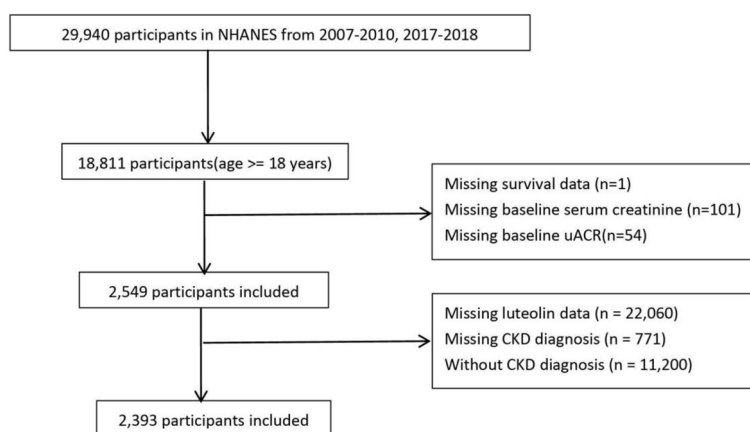 29,940 participants in NHANES from 2007-2010, 2017-2018
18,811 participants(age >= 18 years)
Missing survival data (n=1)
Missing baseline serum creatinine (n=101)
Missing baseline uACR(n=54)
2,549 participants included
Missing luteolin data (n = 22,060)
Missing CKD diagnosis (n = 771)
Without CKD diagnosis (n = 11,200)
2,393 participants included